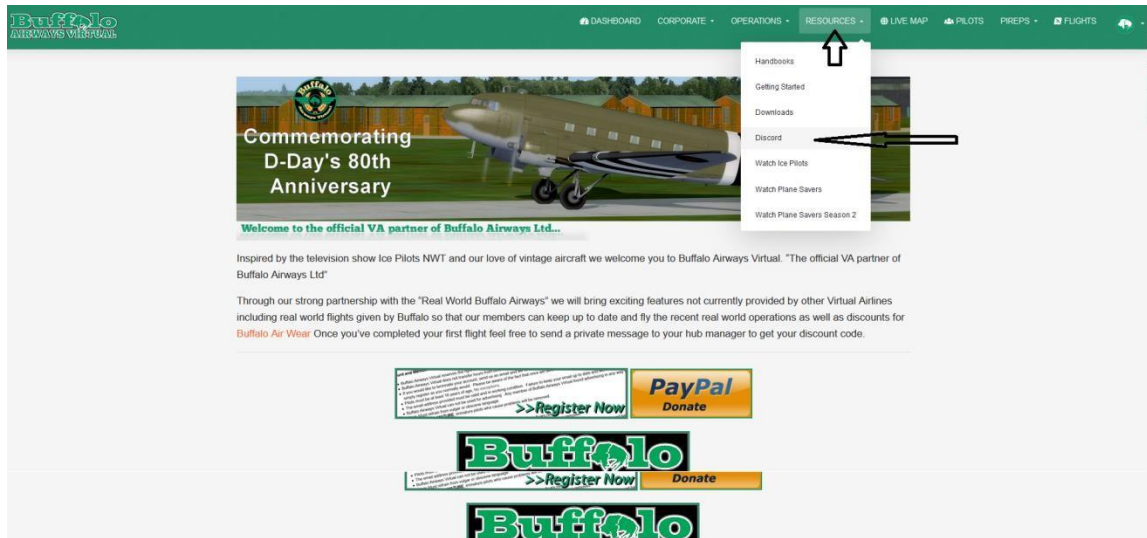 Buffalo
AIRWAYS VIRTUAL
DASHBOARD CORPORATE OPERATIONS RESOURCES LIVE MAP PILOTS PIREPS FLIGHTS
Handbooks
Getting Started
Downloads
Discord
Watch Ice Pilots
Watch Plane Savers
Watch Plane Savers Season 2
Buffalo
Airways Virtual
Commemorating
D-Day's 80th
Anniversary
Welcome to the official VA partner of Buffalo Airways Ltd...
Inspired by the television show Ice Pilots NWT and our love of vintage aircraft we welcome you to Buffalo Airways Virtual. "The official VA partner of
Buffalo Airways Ltd"
Through our strong partnership with the "Real World Buffalo Airways" we will bring exciting features not currently provided by other Virtual Airlines
including real world flights given by Buffalo so that our members can keep up to date and fly the recent real world operations as well as discounts for
Buffalo Air Wear Once you've completed your first flight feel free to send a private message to your hub manager to get your discount code.
>>Register Now
PayPal
Donate
Buffalo
>>Register Now
Donate
Buffalo